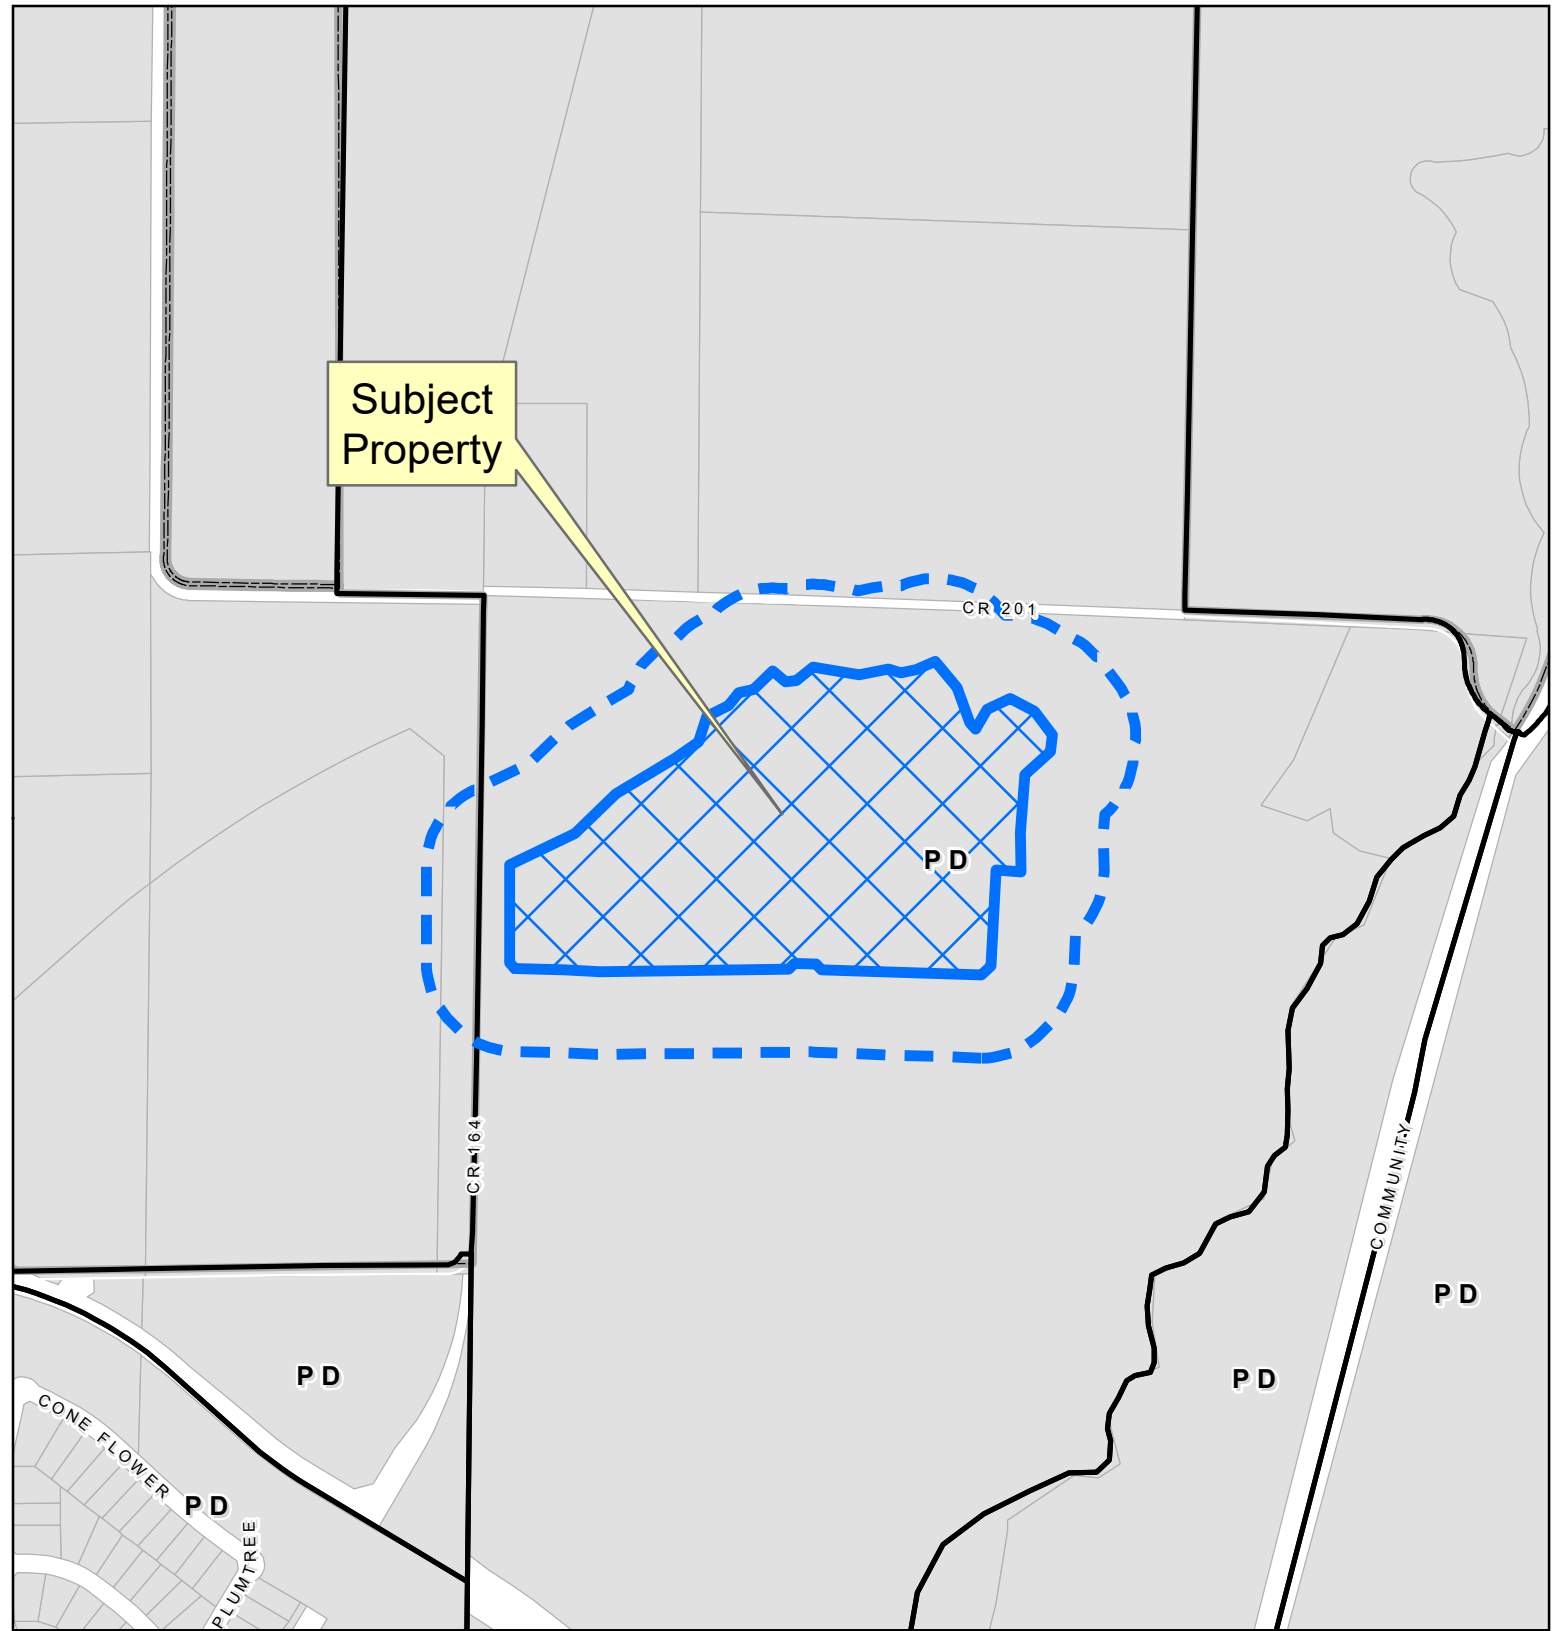 Subject
Property
CR 201
PD
CR 164
COMMUNITY
PD
PD
PD
CONE FLOWER
PD
PLUMTREE